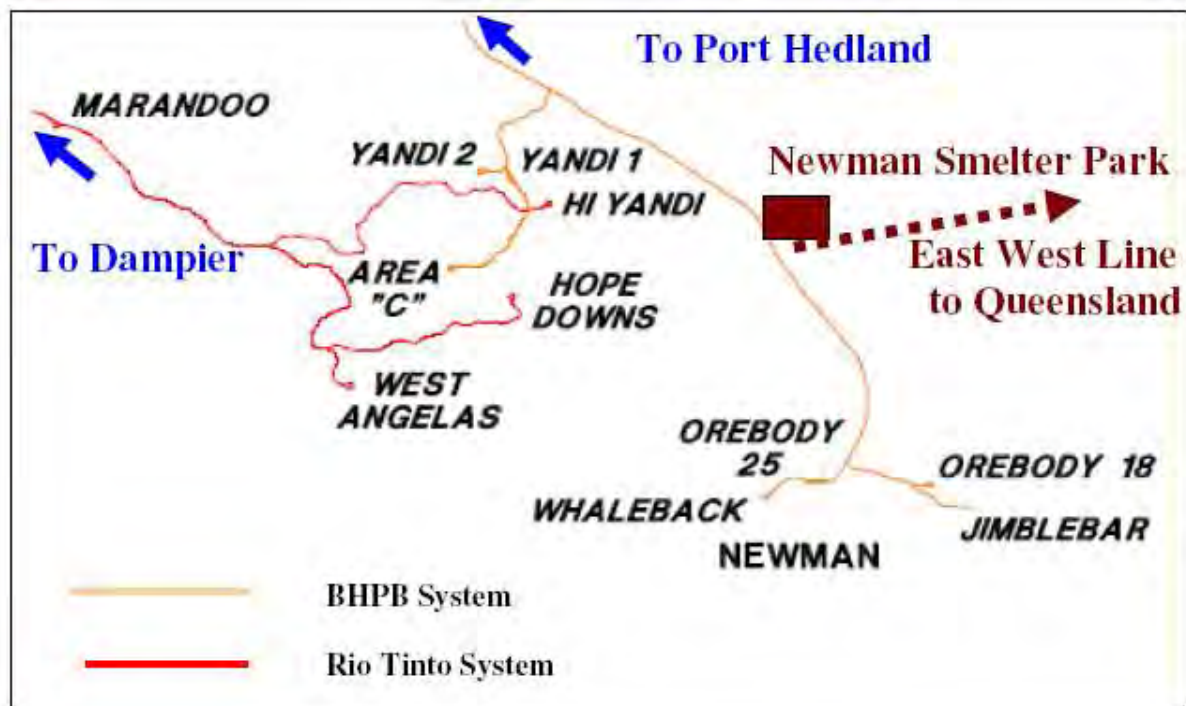 To Port Hedland
MARANDOO
YANDI 2
YANDI 1
Newman Smelter Park
HI YANDI
To Dampier
AREA
"C"
HOPE
DOWNS
East West Line
to Queensland
WEST
ANGELAS
OREBODY
25
OREBODY 18
WHALEBACK
JIMBLEBAR
NEWMAN
BHPB System
Rio Tinto System